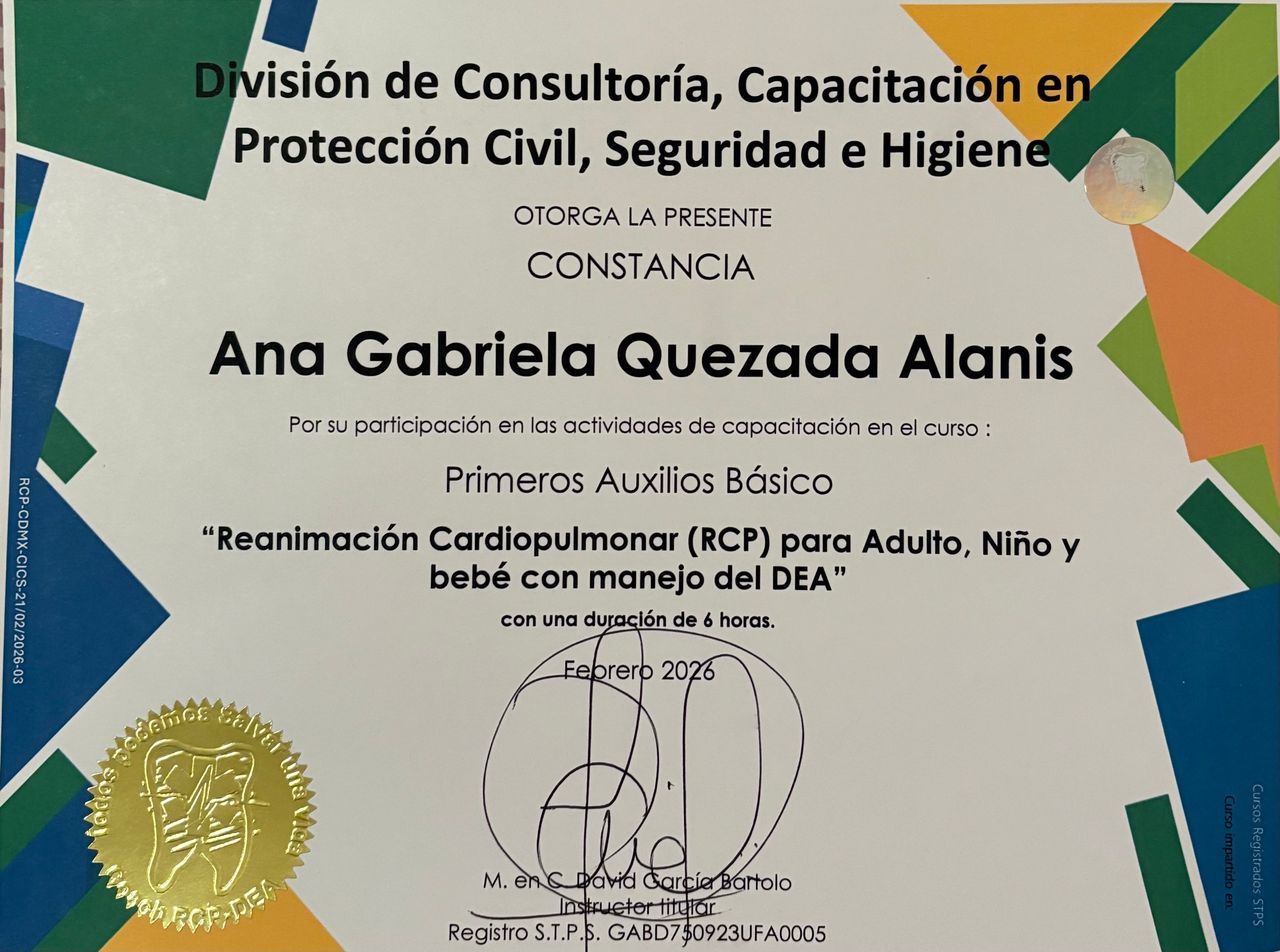 División de Consultoría, Capacitación en
Protección Civil, Seguridad e Higiene
OTORGA LA PRESENTE
CONSTANCIA
Ana Gabriela Quezada Alanis
Por su participación en las actividades de capacitación en el curso :
Primeros Auxilios Básico
“Reanimación Cardiopulmonar (RCP) para Adulto, Niño y
bebé con manejo del DEA”
con una duración de 6 horas.
Febrero 2026
M. en C. David García Bartolo
Instructor titular
Registro S.T.P.S. GABD750923UFA0005
RCP-CDMX-CICS-21/02/2026-03
Todos podemos Salvar una Vida
RCP-DEA
Cursos Registrados STPS
Curso impartido en: